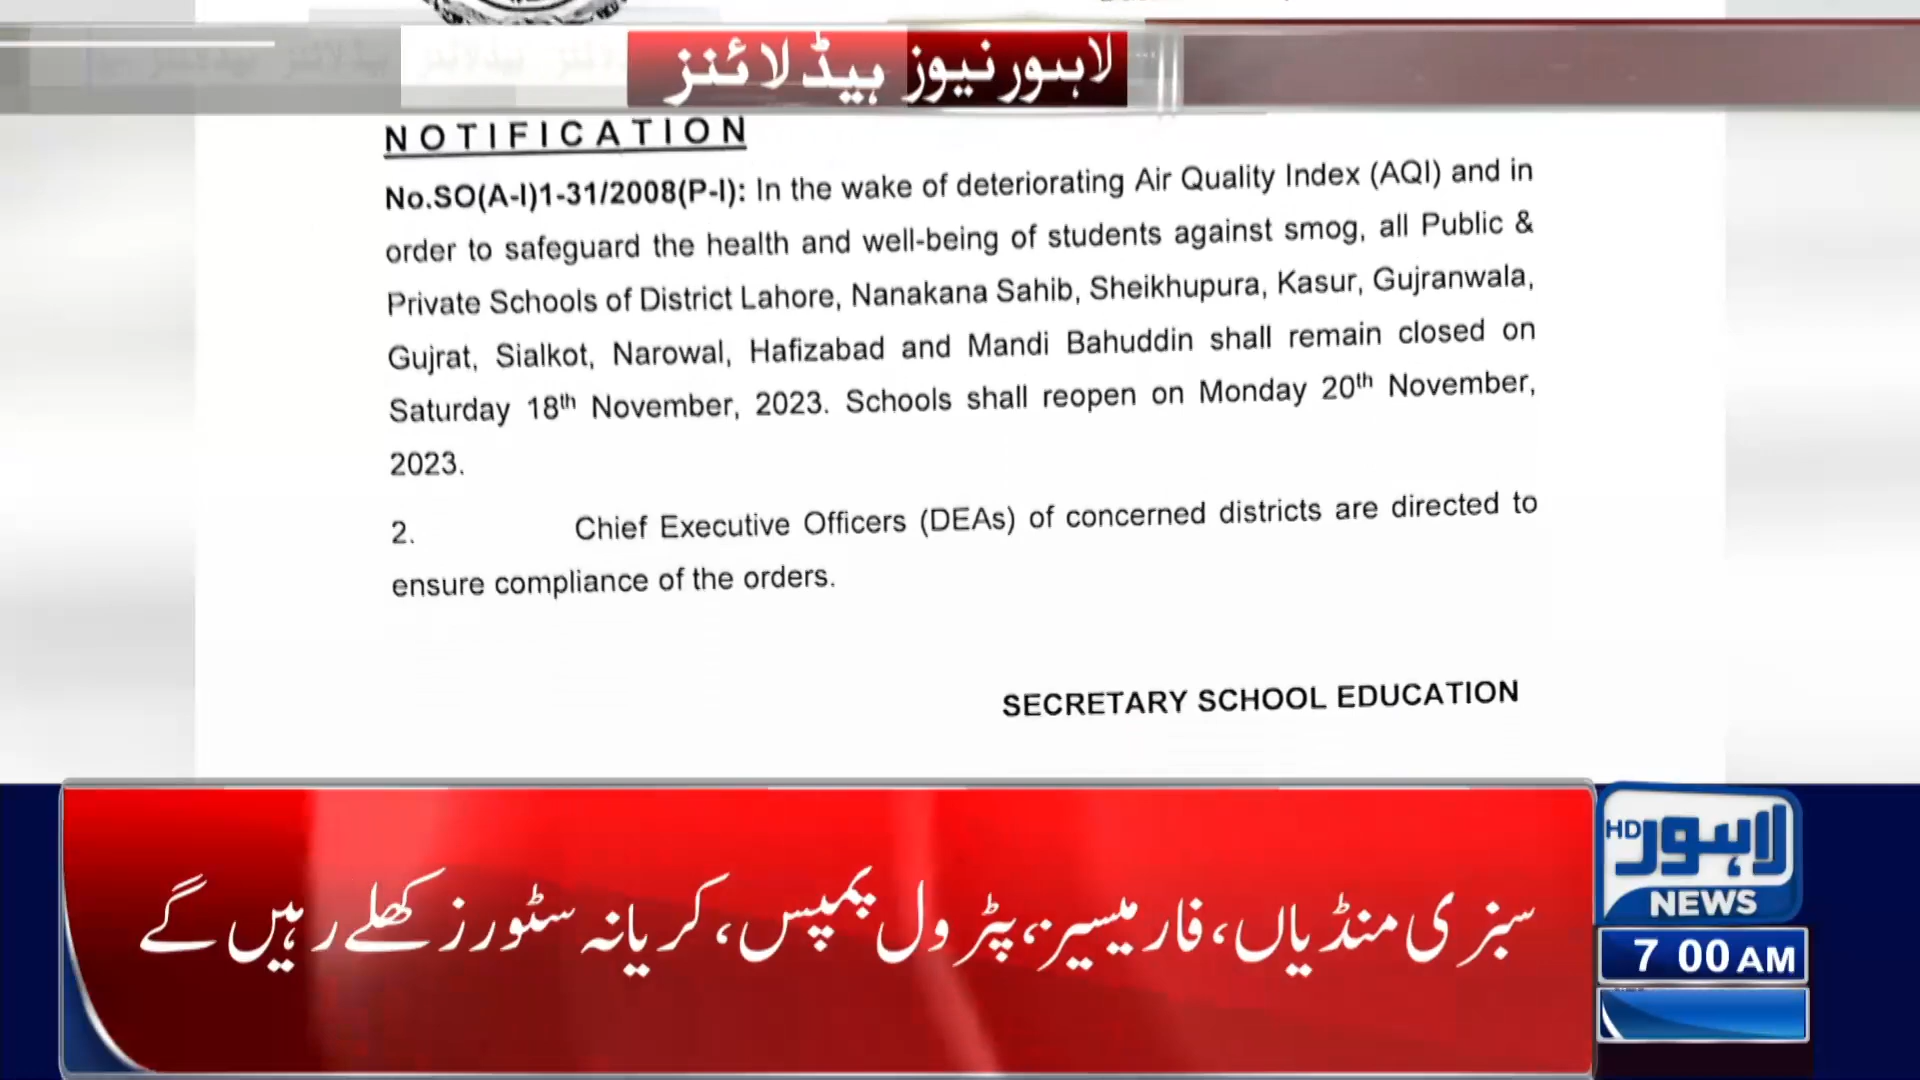 لاہور نیوز ہیڈ لائنز
NOTIFICATION
No.SO(A-I)1-31/2008(P-I): In the wake of deteriorating Air Quality Index (AQI) and in
order to safeguard the health and well-being of students against smog, all Public &
Private Schools of District Lahore, Nanakana Sahib, Sheikhupura, Kasur, Gujranwala,
Gujrat, Sialkot, Narowal, Hafizabad and Mandi Bahuddin shall remain closed on
Saturday 18th November, 2023. Schools shall reopen on Monday 20th November,
2023.
2. Chief Executive Officers (DEAs) of concerned districts are directed to
ensure compliance of the orders.
SECRETARY SCHOOL EDUCATION
سبزی منڈیاں، فارمیسیز، پٹرول پمپس، کریانہ سٹورز کھلے رہیں گے
لاہور HD
NEWS
7 00 AM